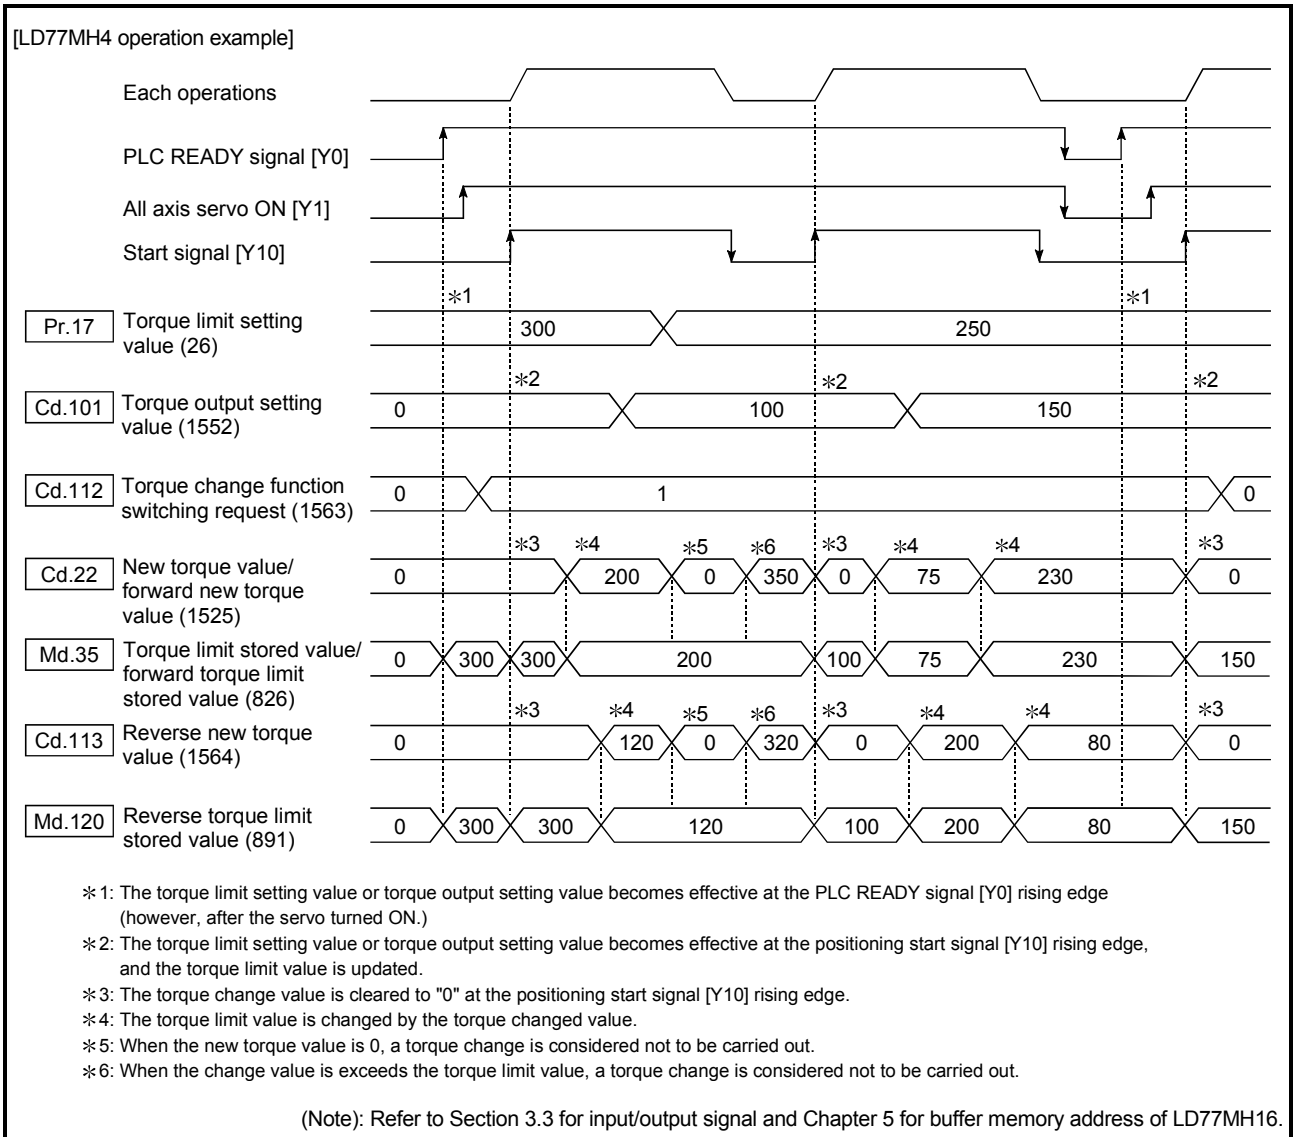 [LD77MH4 operation example]
Each operations
PLC READY signal [Y0]
All axis servo ON [Y1]
Start signal [Y10]
∗1 ∗1
Pr.17 Torque limit setting
value (26)
300 250
∗2 ∗2 ∗2
Cd.101 Torque output setting
value (1552)
0 100 150
Cd.112 Torque change function
switching request (1563)
0 1 0
∗3 ∗4 ∗5 ∗6 ∗3 ∗4 ∗4 ∗3
Cd.22 New torque value/
forward new torque
value (1525)
0 200 0 350 0 75 230 0
Md.35 Torque limit stored value/
forward torque limit
stored value (826)
0 300 300 200 100 75 230 150
∗3 ∗4 ∗5 ∗6 ∗3 ∗4 ∗4 ∗3
Cd.113 Reverse new torque
value (1564)
0 120 0 320 0 200 80 0
Md.120 Reverse torque limit
stored value (891)
0 300 300 120 100 200 80 150
∗1: The torque limit setting value or torque output setting value becomes effective at the PLC READY signal [Y0] rising edge
(however, after the servo turned ON.)
∗2: The torque limit setting value or torque output setting value becomes effective at the positioning start signal [Y10] rising edge,
and the torque limit value is updated.
∗3: The torque change value is cleared to "0" at the positioning start signal [Y10] rising edge.
∗4: The torque limit value is changed by the torque changed value.
∗5: When the new torque value is 0, a torque change is considered not to be carried out.
∗6: When the change value is exceeds the torque limit value, a torque change is considered not to be carried out.
(Note): Refer to Section 3.3 for input/output signal and Chapter 5 for buffer memory address of LD77MH16.